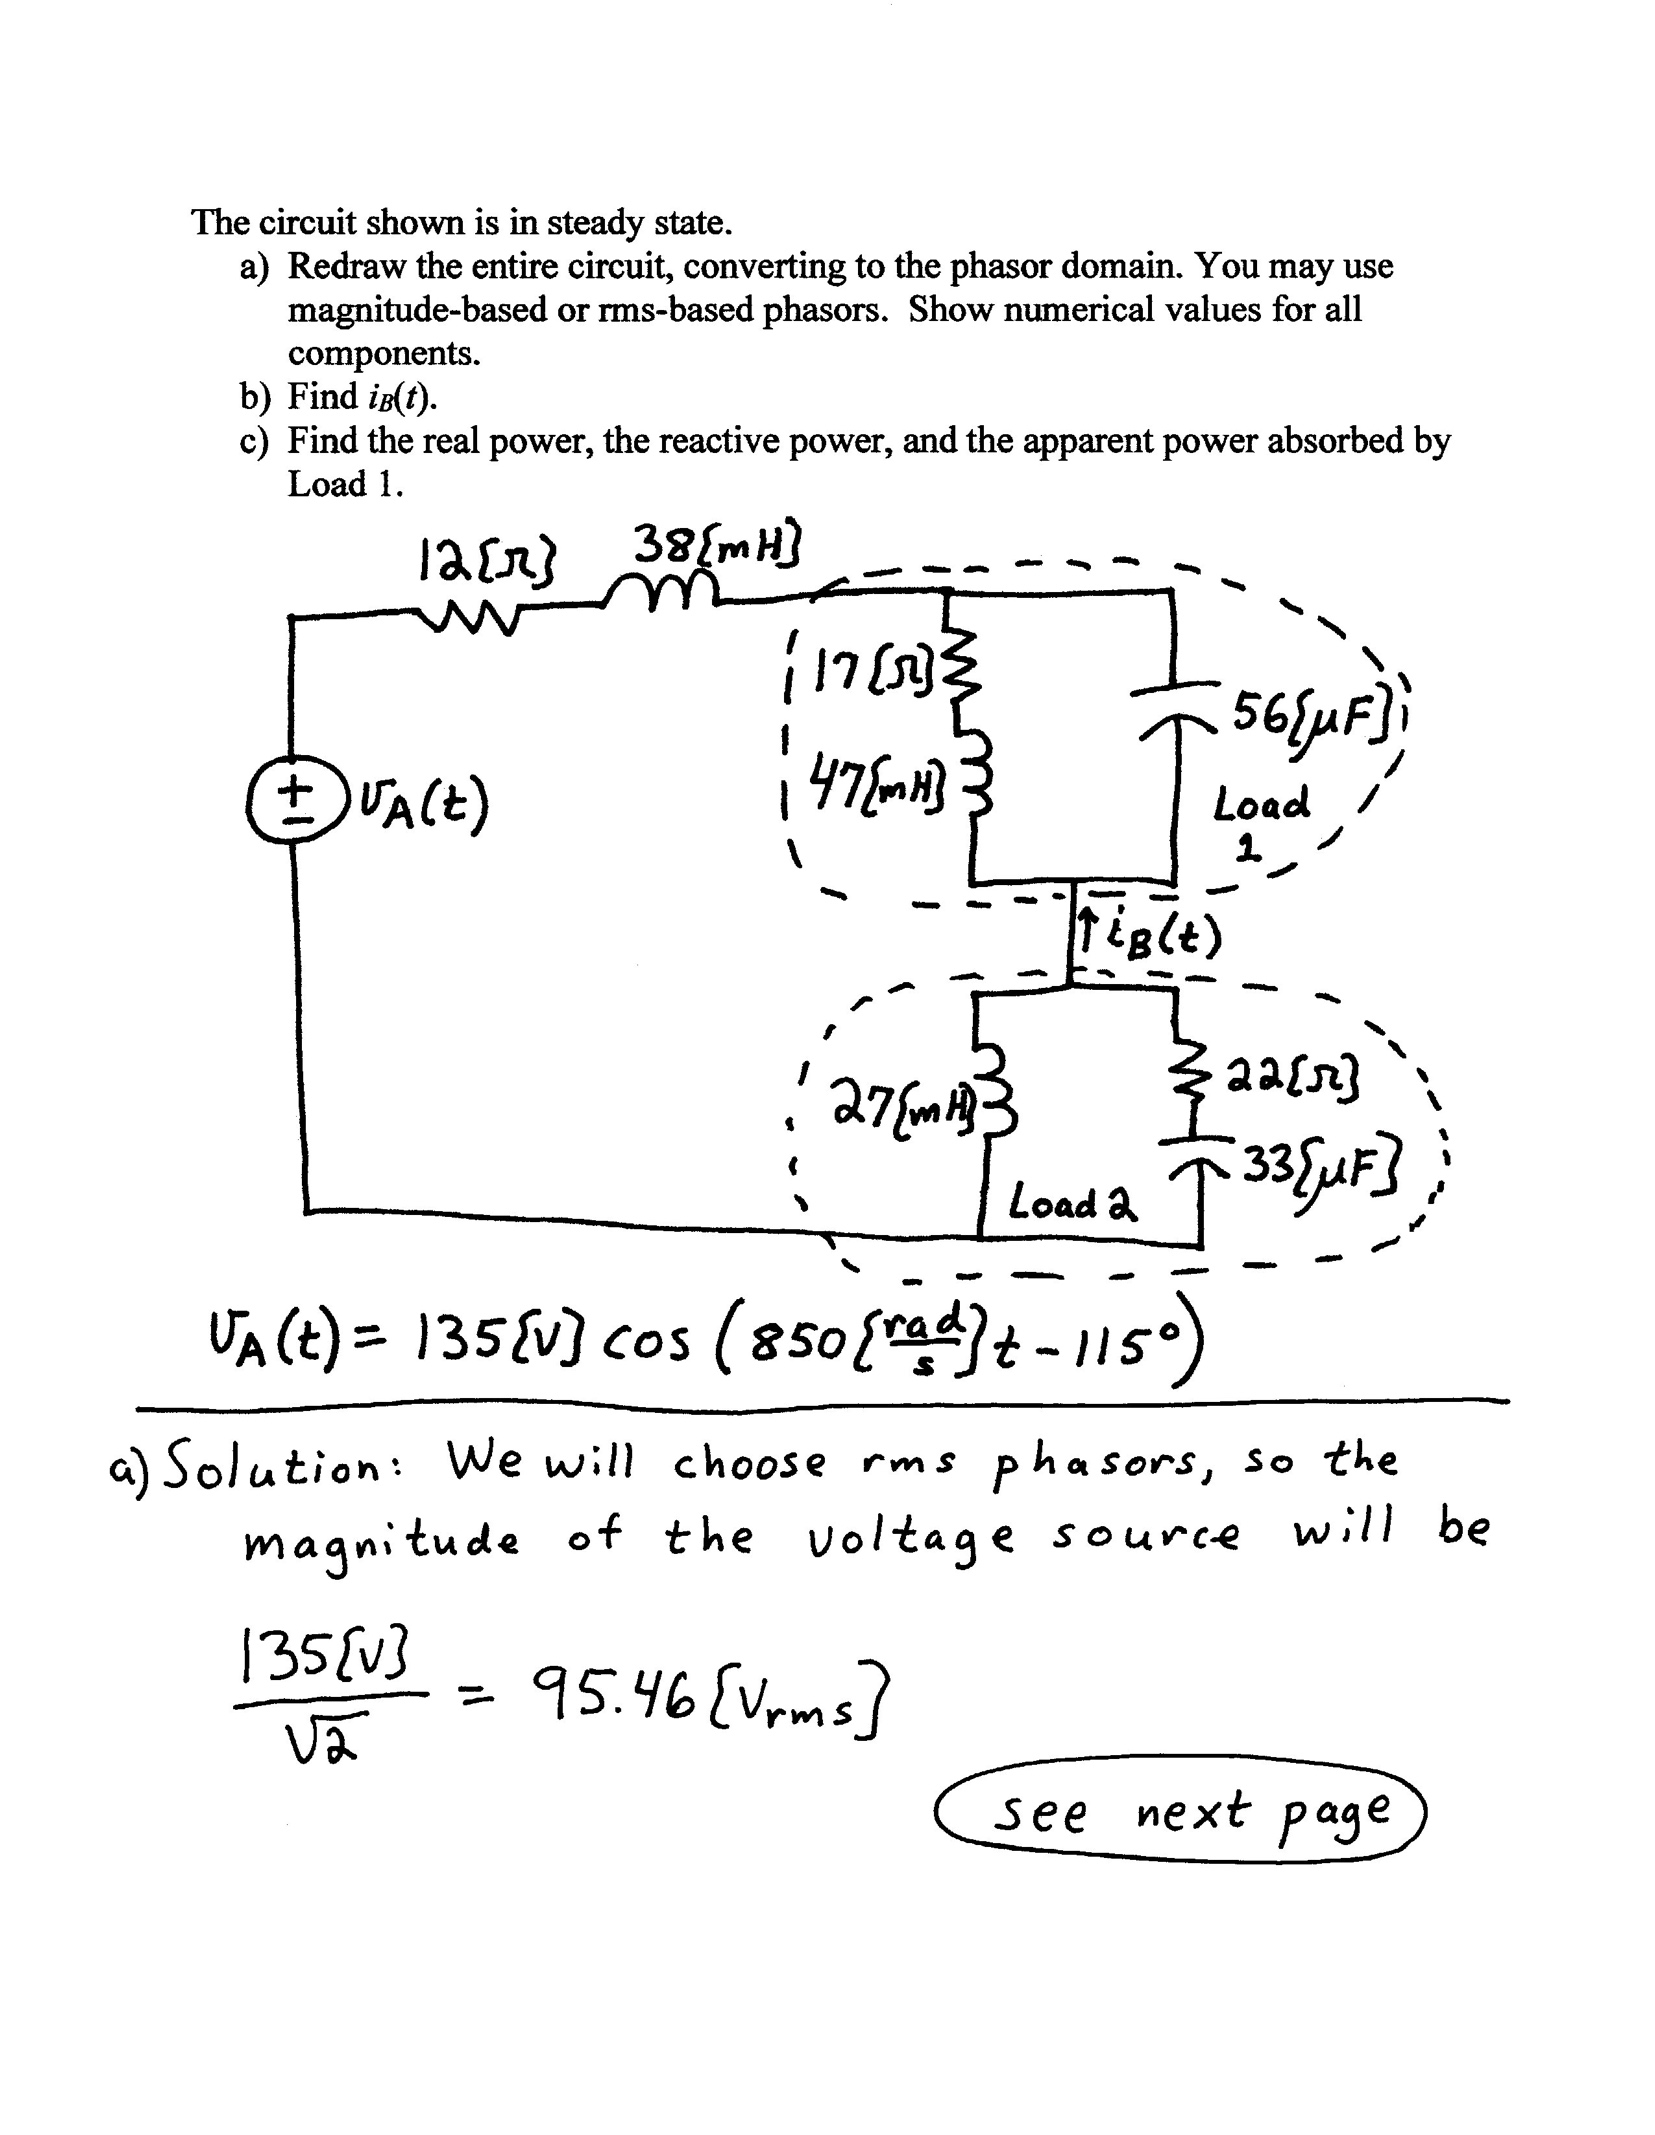 The circuit shown is in steady state.
a) Redraw the entire circuit, converting to the phasor domain. You may use
magnitude-based or rms-based phasors. Show numerical values for all
components.
b) Find iB(t).
c) Find the real power, the reactive power, and the apparent power absorbed by
Load 1.
12[Ω]
38[mH]
17[Ω]
56[μF]
47[mH]
Load
1
+
-
vA(t)
iB(t)
27[mH]
22[Ω]
33[μF]
Load 2
vA(t) = 135[V] cos (850[rad/s]t - 115°)
a) Solution: We will choose rms phasors, so the
magnitude of the voltage source will be
135[V]/√2 = 95.46 [Vrms]
see next page